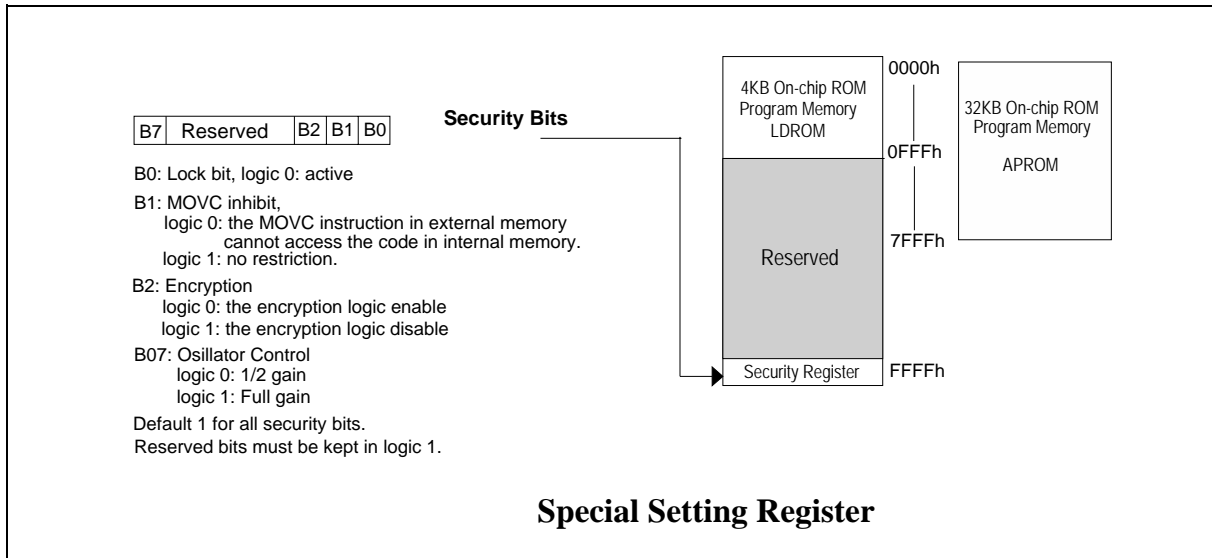 B7 Reserved B2 B1 B0
Security Bits
B0: Lock bit, logic 0: active
B1: MOVC inhibit,
logic 0: the MOVC instruction in external memory
cannot access the code in internal memory.
logic 1: no restriction.
B2: Encryption
logic 0: the encryption logic enable
logic 1: the encryption logic disable
B07: Osillator Control
logic 0: 1/2 gain
logic 1: Full gain
Default 1 for all security bits.
Reserved bits must be kept in logic 1.
4KB On-chip ROM
Program Memory
LDROM
Reserved
Security Register
0000h
0FFFh
7FFFh
FFFFh
32KB On-chip ROM
Program Memory
APROM
Special Setting Register